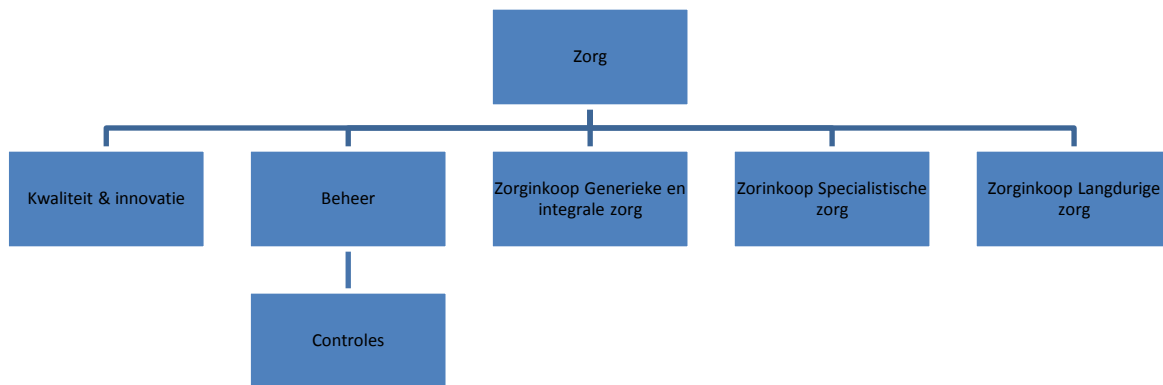 Zorg
Kwaliteit & innovatie
Beheer
Zorginkoop Generieke en
integrale zorg
Zorinkoop Specialistische
zorg
Zorginkoop Langdurige
zorg
Controles